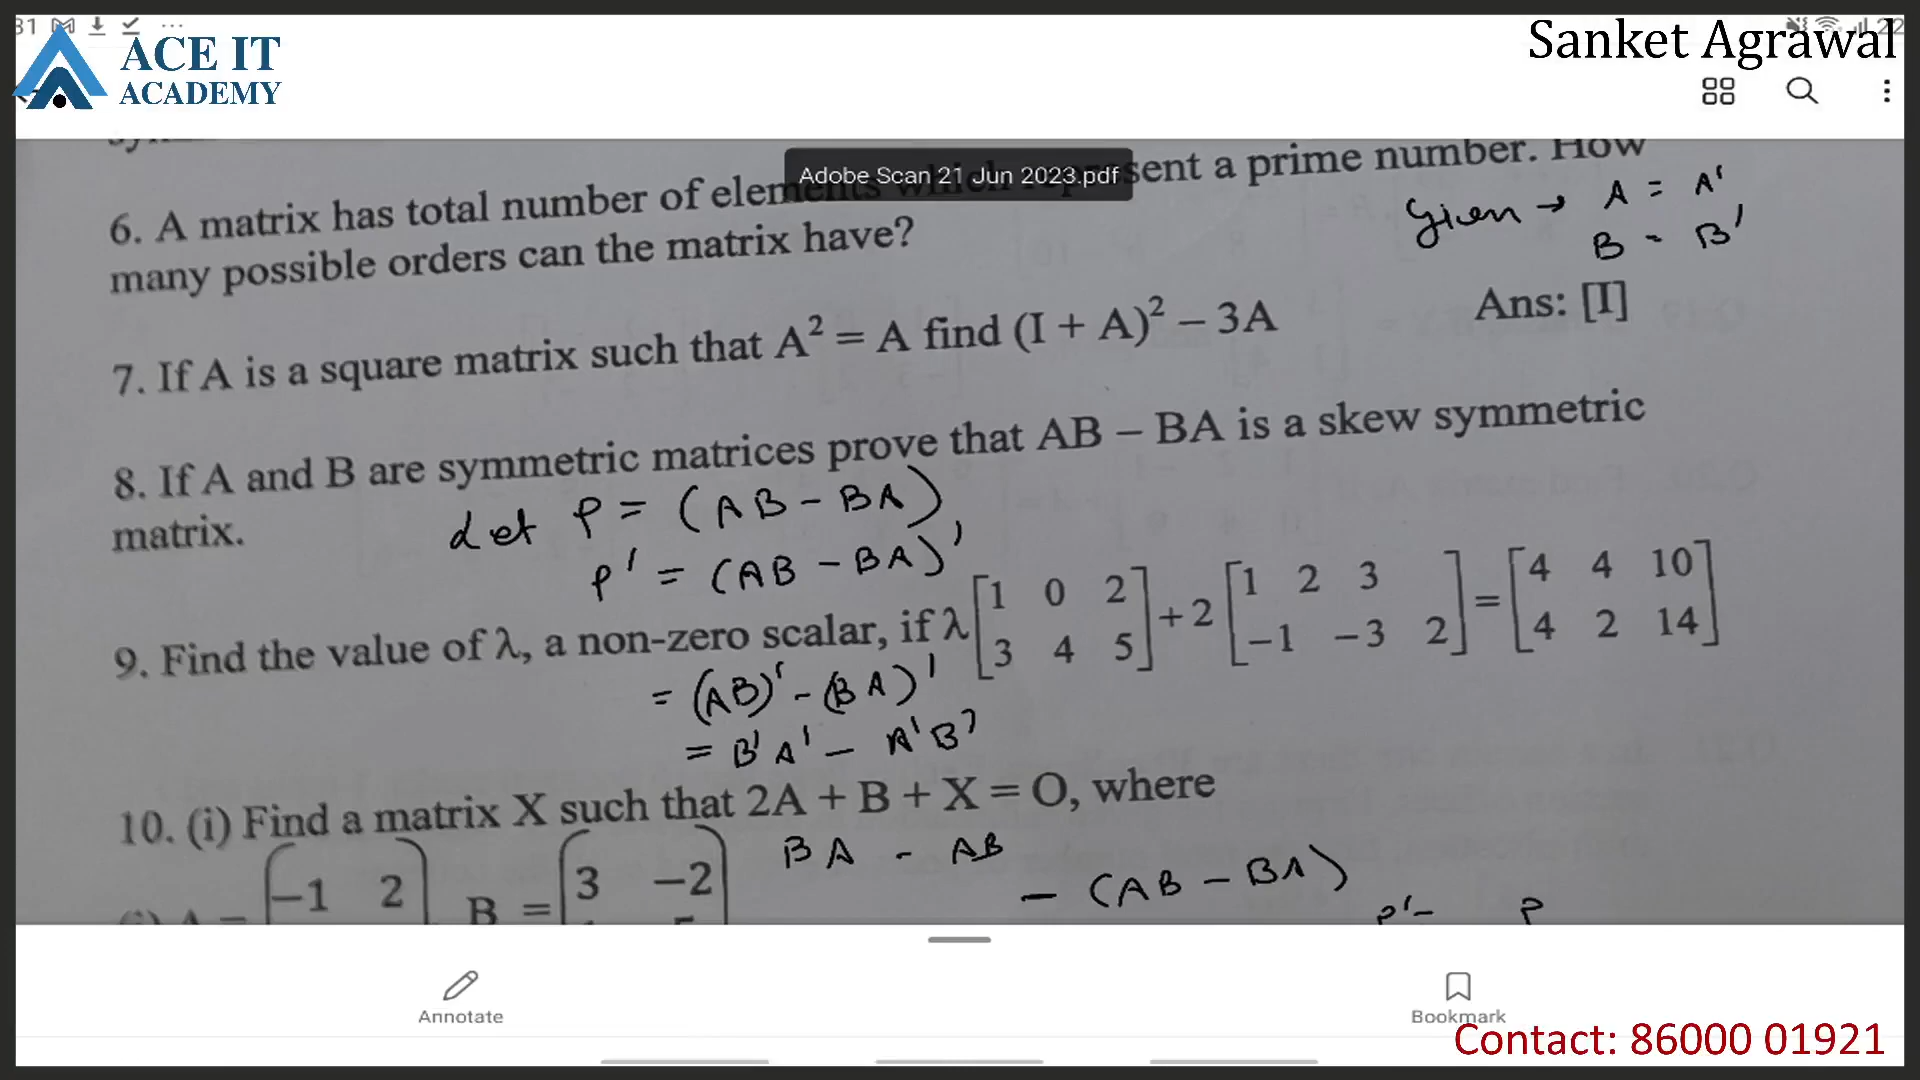 31
22
ACE IT
ACADEMY
Sanket Agrawal
Adobe Scan 21 Jun 2023.pdf
6. A matrix has total number of elements which represent a prime number. How
many possible orders can the matrix have?
Given → A = A'
B = B'
7. If A is a square matrix such that A² = A find (I + A)² – 3A
Ans: [I]
8. If A and B are symmetric matrices prove that AB – BA is a skew symmetric
matrix.
Let P = (AB - BA)
P' = (AB - BA)'
9. Find the value of λ, a non-zero scalar, if λ [1 0 2 3 4 5] + 2 [1 2 3 -1 -3 2] = [4 4 10 4 2 14]
= (AB)' - (BA)'
= B'A' - A'B'
10. (i) Find a matrix X such that 2A + B + X = O, where
BA - AB
- (AB - BA)
-1 2 B = 3 -2
P' - P
Annotate
Bookmark
Contact: 86000 01921